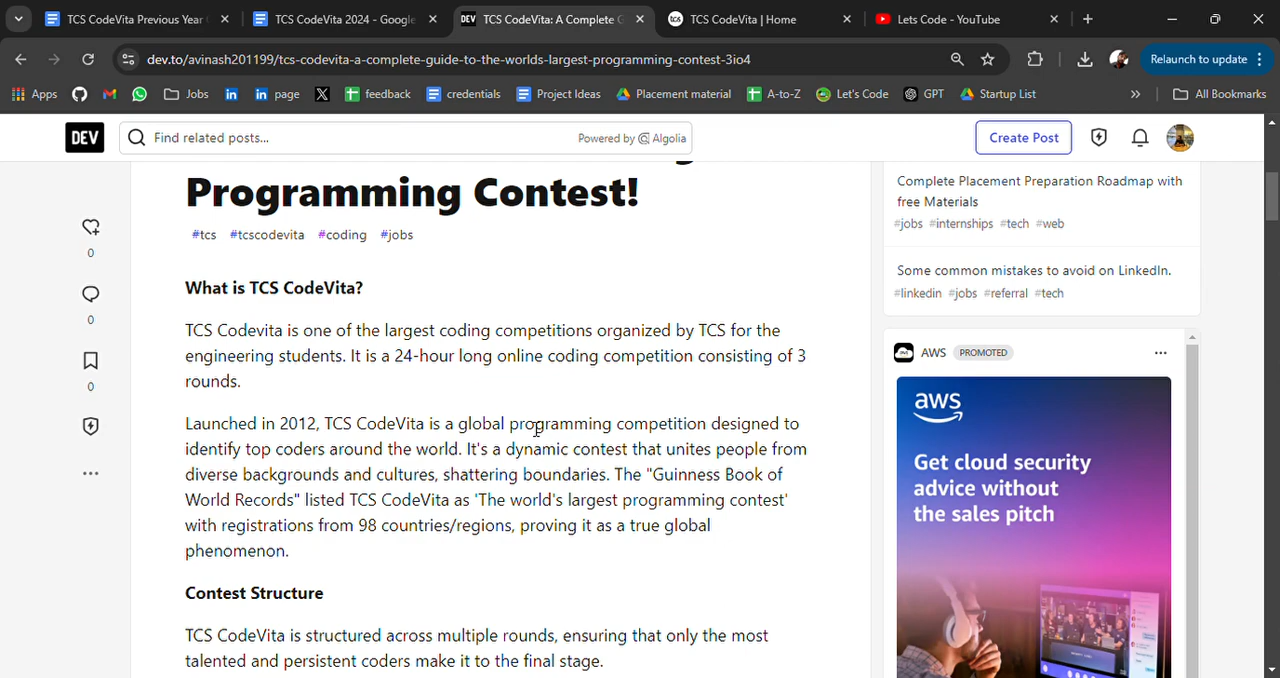 TCS CodeVita Previous Year
TCS CodeVita 2024 - Google
DEV TCS CodeVita: A Complete G
tcs TCS CodeVita | Home
Lets Code - YouTube
dev.to/avinash201199/tcs-codevita-a-complete-guide-to-the-worlds-largest-programming-contest-3io4
Relaunch to update
Apps
Jobs
page
feedback
credentials
Project Ideas
Placement material
A-to-Z
Let's Code
GPT
Startup List
All Bookmarks
DEV
Find related posts...
Powered by Algolia
Create Post
Programming Contest!
#tcs #tcscodevita #coding #jobs
0
0
0
What is TCS CodeVita?
TCS Codevita is one of the largest coding competitions organized by TCS for the
engineering students. It is a 24-hour long online coding competition consisting of 3
rounds.
Launched in 2012, TCS CodeVita is a global programming competition designed to
identify top coders around the world. It's a dynamic contest that unites people from
diverse backgrounds and cultures, shattering boundaries. The "Guinness Book of
World Records" listed TCS CodeVita as 'The world's largest programming contest'
with registrations from 98 countries/regions, proving it as a true global
phenomenon.
Contest Structure
TCS CodeVita is structured across multiple rounds, ensuring that only the most
talented and persistent coders make it to the final stage.
Complete Placement Preparation Roadmap with
free Materials
#jobs #internships #tech #web
Some common mistakes to avoid on LinkedIn.
#linkedin #jobs #referral #tech
AWS PROMOTED
aws
Get cloud security
advice without
the sales pitch